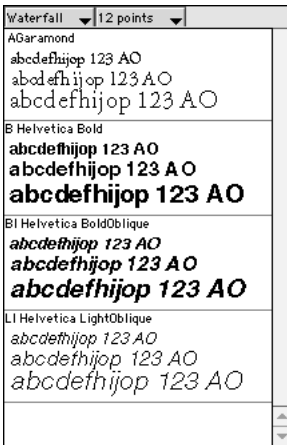 Waterfall 12 points
AGaramond
abcdefhijop 123 AO
abcdefhijop 123 AO
abcdefhijop 123 AO
B Helvetica Bold
abcdefhijop 123 AO
abcdefhijop 123 AO
abcdefhijop 123 AO
BI Helvetica BoldOblique
abcdefhijop 123 AO
abcdefhijop 123 AO
abcdefhijop 123 AO
LI Helvetica LightOblique
abcdefhijop 123 AO
abcdefhijop 123 AO
abcdefhijop 123 AO